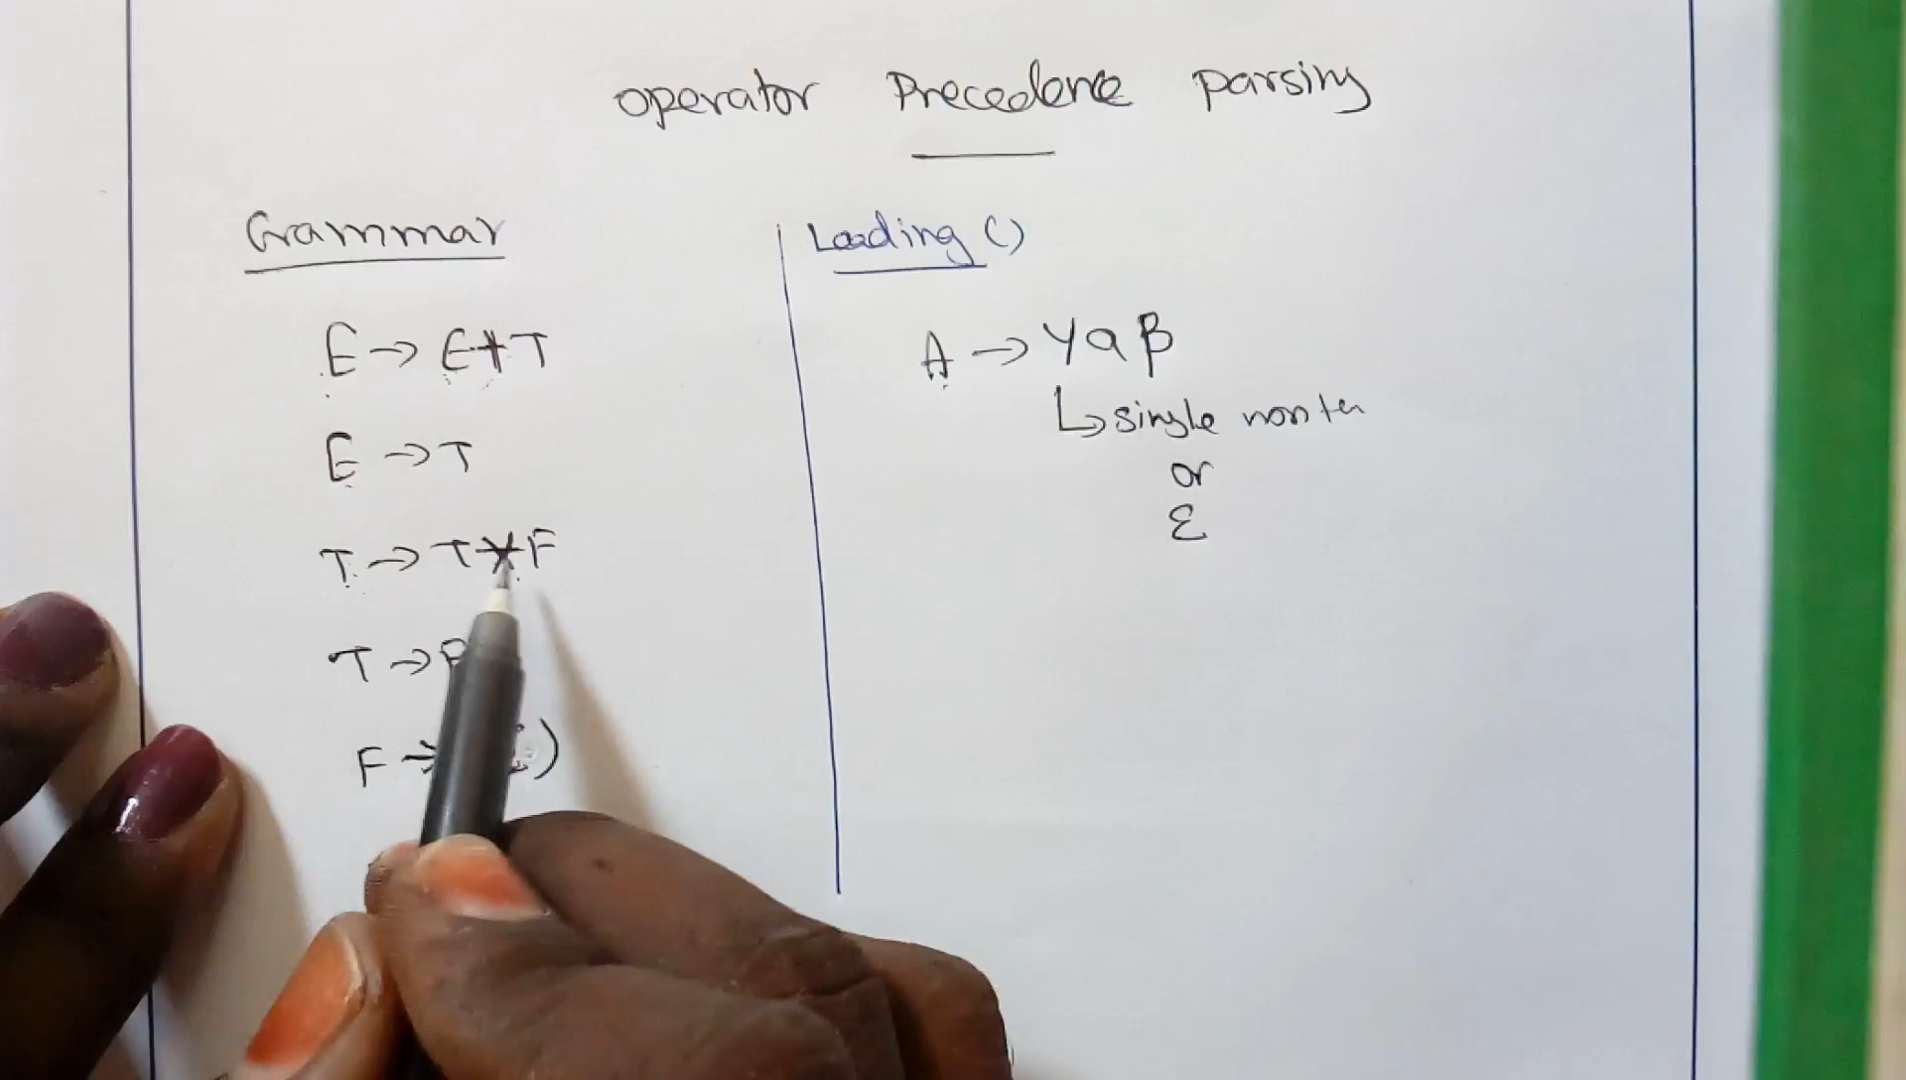 operator Precedence Parsing
Grammar
E → E+T
E → T
T → T*F
T →
F → )
Leading ()
A → γaβ
↳ single non ter
or
ε